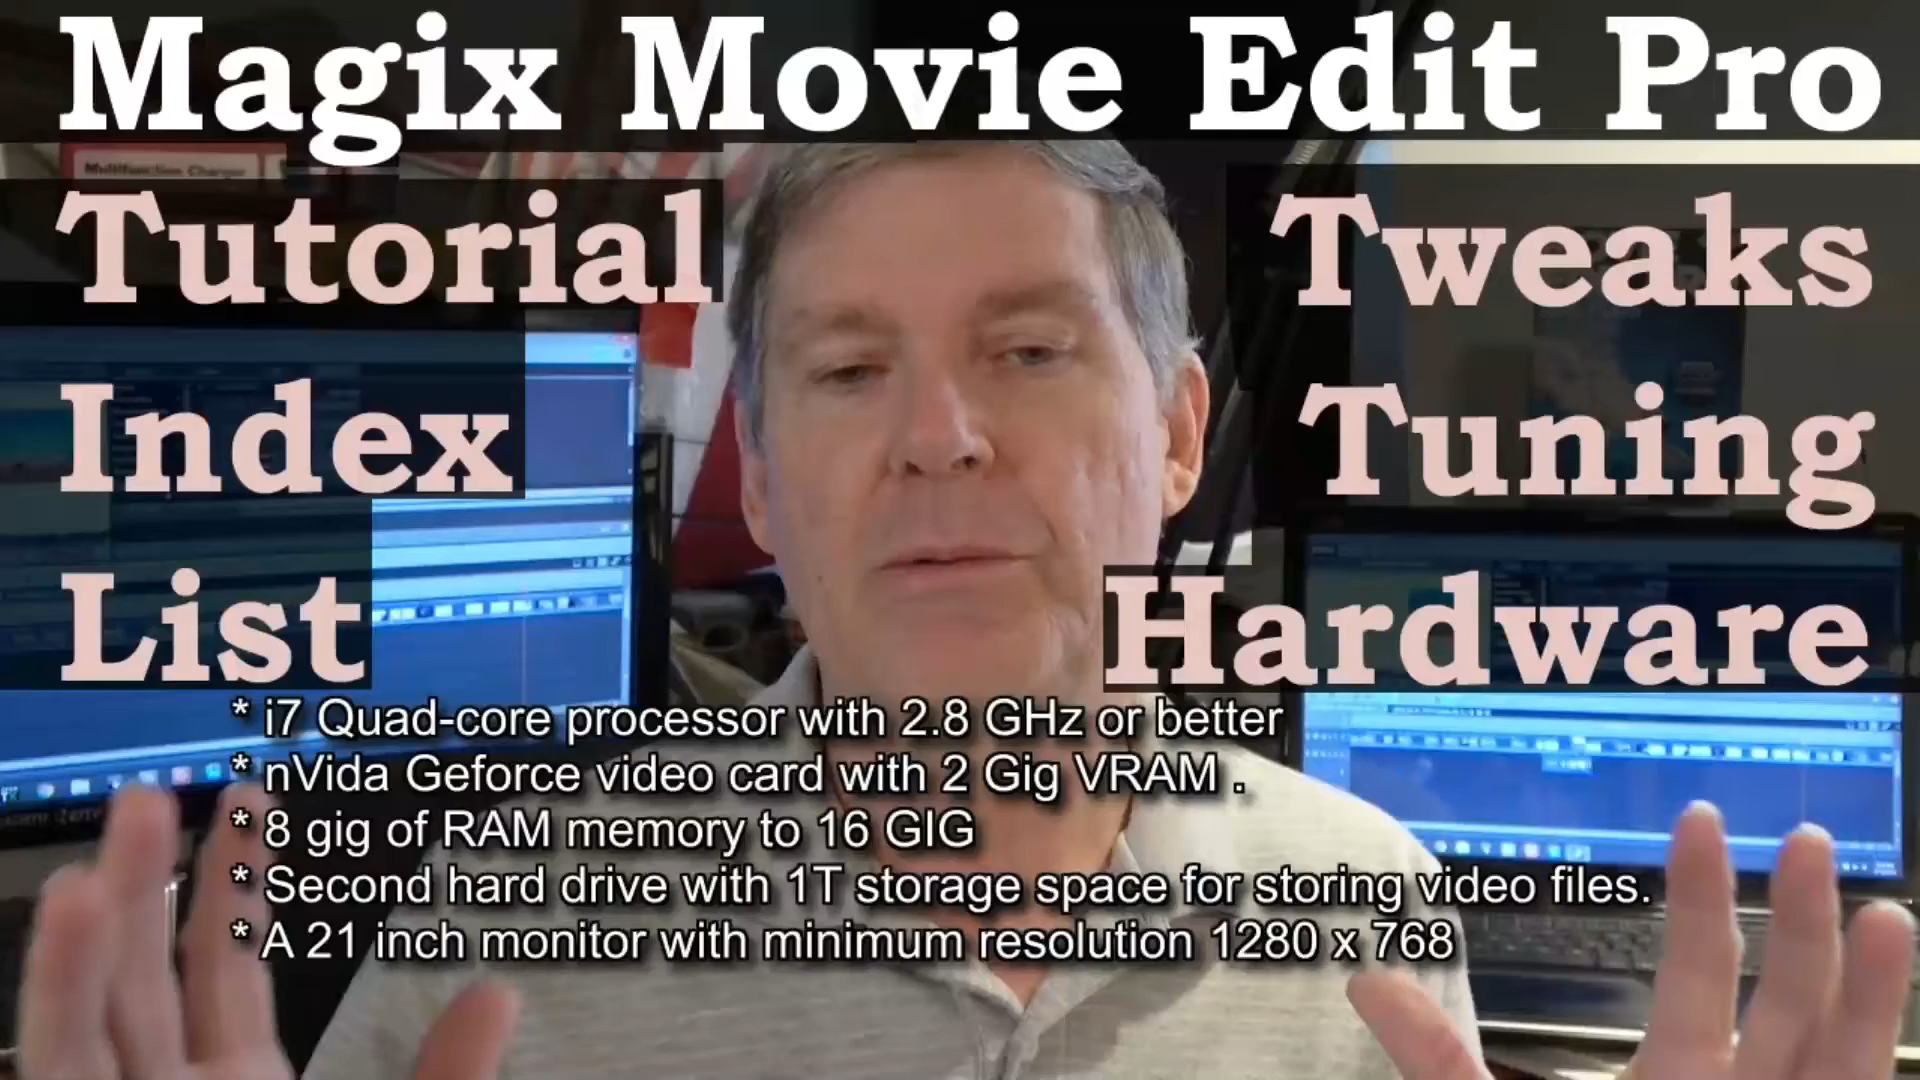 Magix Movie Edit Pro
Multifunction Charger
Tutorial
Tweaks
Index
Tuning
List
Hardware
* i7 Quad-core processor with 2.8 GHz or better
* nVida Geforce video card with 2 Gig VRAM .
* 8 gig of RAM memory to 16 GIG
* Second hard drive with 1T storage space for storing video files.
* A 21 inch monitor with minimum resolution 1280 x 768